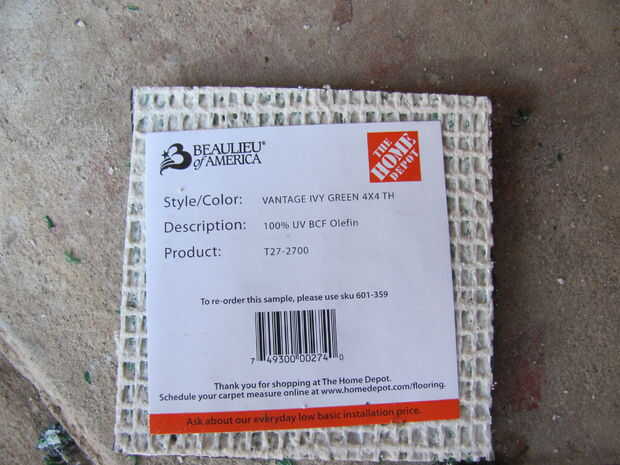 BEAULIEU®
of AMERICA
THE
HOME
DEPOT
Style/Color: VANTAGE IVY GREEN 4X4 TH
Description: 100% UV BCF Olefin
Product: T27-2700
To re-order this sample, please use sku 601-359
7 49300 00274 0
Thank you for shopping at The Home Depot.
Schedule your carpet measure online at www.homedepot.com/flooring.
Ask about our everyday low basic installation price.